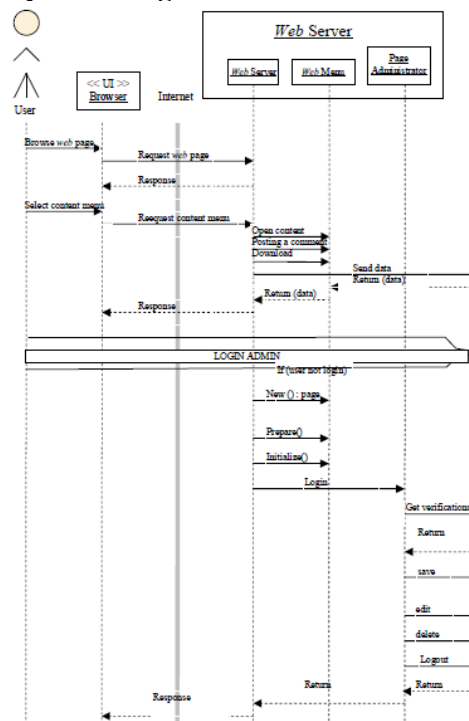 Web Server
Page
Administrator
Web Server
Web Menu
<< UI >>
Browser
Internet
User
Browse web page
Request web page
Response
Select content menu
Reequest content menu
Open content
Posting a comment
Download
Send data
Return (data)
Return (data)
Response
LOGIN ADMIN
If (user not login)
New () : page
Prepare()
Initialize()
Login
Get verifications
Return
save
edit
delete
Logout
Return
Return
Response